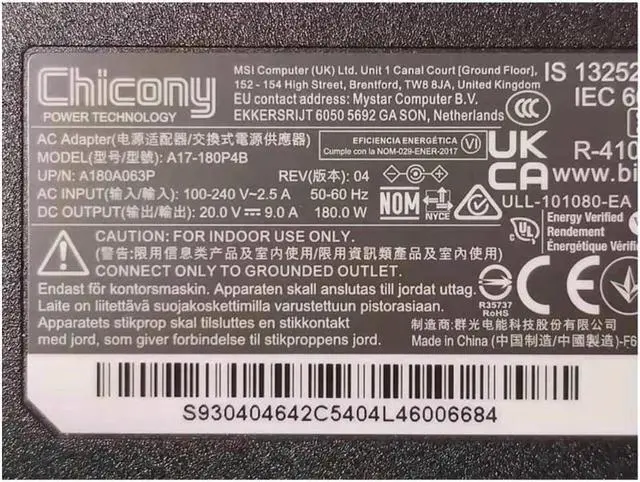 Chicony
POWER TECHNOLOGY
MSI Computer (UK) Ltd. Unit 1 Canal Court [Ground Floor],
152 - 154 High Street, Brentford, TW8 8JA, United Kingdom
EU contact address: Mystar Computer B.V.
EKKERSRIJT 6050 5692 GA SON, Netherlands
CCC
IS 13252
IEC 60
AC Adapter(电源适配器/交換式電源供應器)
MODEL(型号/型號): A17-180P4B
UP/N: A180A063P REV(版本): 04
AC INPUT(输入/輸入): 100-240 V~2.5 A 50-60 Hz
DC OUTPUT(输出/輸出): 20.0 V 9.0 A 180.0 W
EFICIENCIA ENERGÉTICA
Cumple con la NOM-029-ENER-2017
VI
NOM
NYCE
UK
CA
R-410
www.bi
ULL-101080-EA
UL
Energy Verified
Rendement
Énergétique Vérifi
CAUTION: FOR INDOOR USE ONLY.
(警告:限用信息类产品及室内使用/限用資訊類產品及室內使用)
CONNECT ONLY TO GROUNDED OUTLET.
Endast för kontorsmaskin. Apparaten skall anslutas till jordat uttag.
Laite on liitettävä suojakoskettimilla varustettuun pistorasiaan.
Apparatets stikprop skal tilsluttes en stikkontakt
med jord, som giver forbindelse til stikproppens jord.
R35737
RoHS
CE
制造商: 群光电能科技股份有限公司
Made in China (中国制造/中國製造)-F6
S930404642C5404L46006684